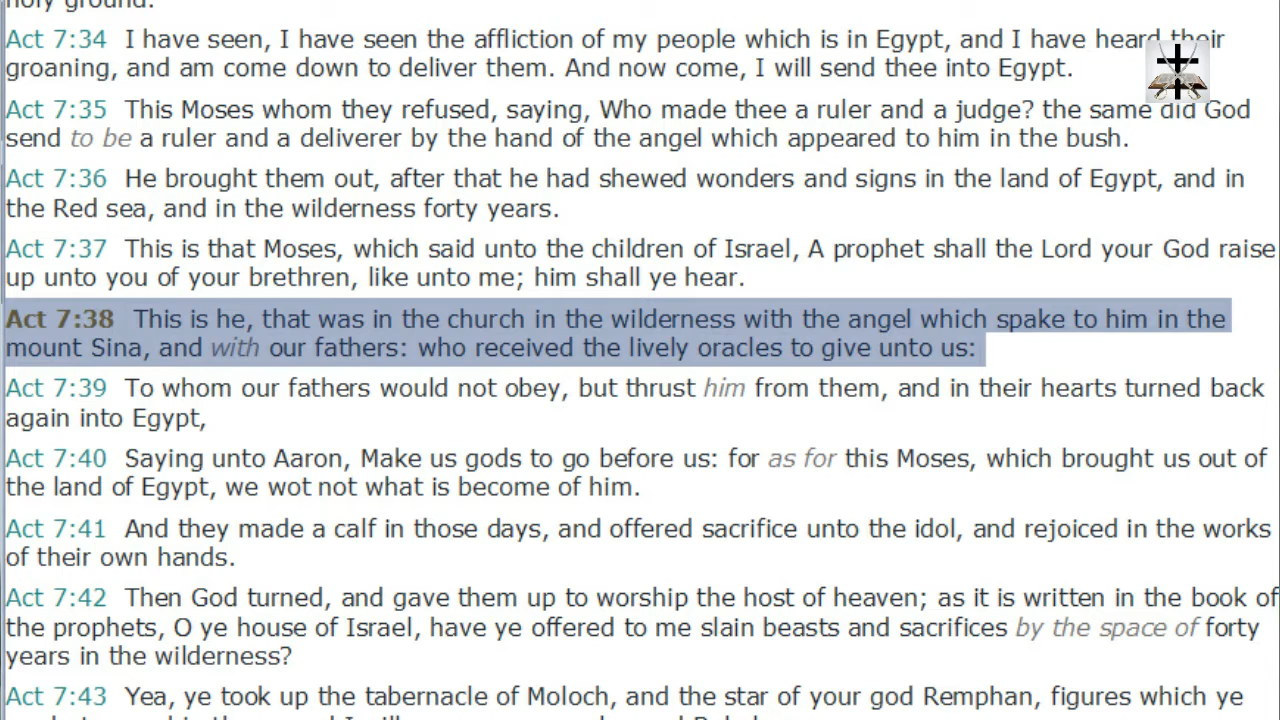 holy ground.
Act 7:34 I have seen, I have seen the affliction of my people which is in Egypt, and I have heard their
groaning, and am come down to deliver them. And now come, I will send thee into Egypt.
Act 7:35 This Moses whom they refused, saying, Who made thee a ruler and a judge? the same did God
send to be a ruler and a deliverer by the hand of the angel which appeared to him in the bush.
Act 7:36 He brought them out, after that he had shewed wonders and signs in the land of Egypt, and in
the Red sea, and in the wilderness forty years.
Act 7:37 This is that Moses, which said unto the children of Israel, A prophet shall the Lord your God raise
up unto you of your brethren, like unto me; him shall ye hear.
Act 7:38 This is he, that was in the church in the wilderness with the angel which spake to him in the
mount Sina, and with our fathers: who received the lively oracles to give unto us:
Act 7:39 To whom our fathers would not obey, but thrust him from them, and in their hearts turned back
again into Egypt,
Act 7:40 Saying unto Aaron, Make us gods to go before us: for as for this Moses, which brought us out of
the land of Egypt, we wot not what is become of him.
Act 7:41 And they made a calf in those days, and offered sacrifice unto the idol, and rejoiced in the works
of their own hands.
Act 7:42 Then God turned, and gave them up to worship the host of heaven; as it is written in the book of
the prophets, O ye house of Israel, have ye offered to me slain beasts and sacrifices by the space of forty
years in the wilderness?
Act 7:43 Yea, ye took up the tabernacle of Moloch, and the star of your god Remphan, figures which ye